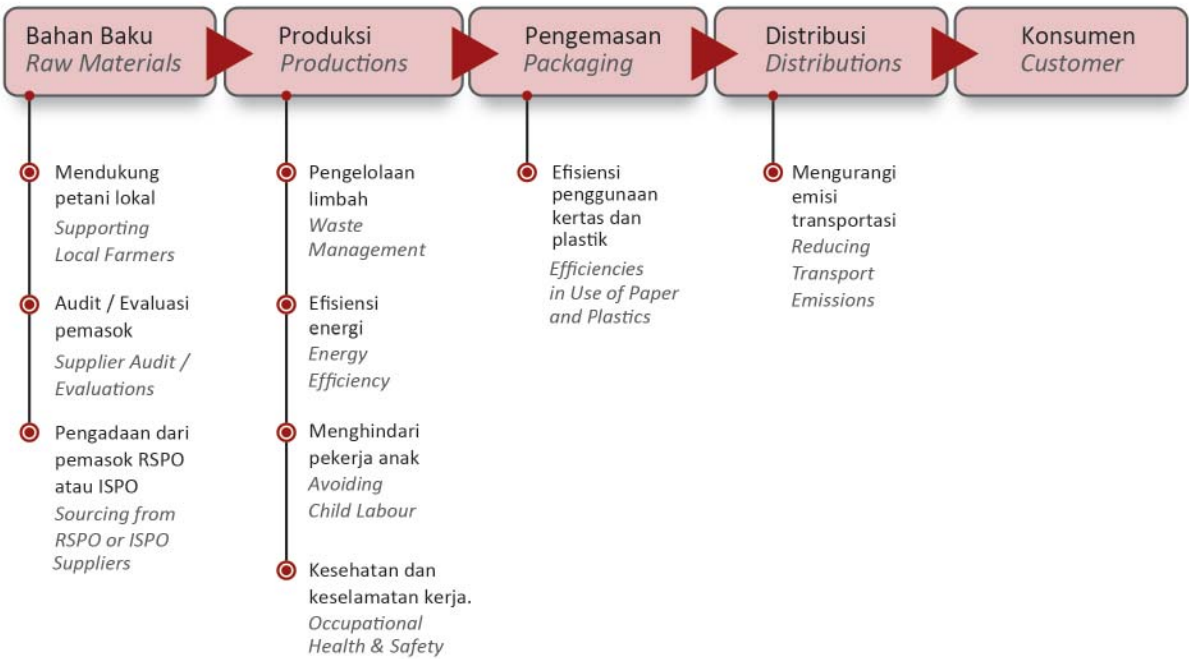 Bahan Baku
Raw Materials
Produksi
Productions
Pengemasan
Packaging
Distribusi
Distributions
Konsumen
Customer
Mendukung
petani lokal
Supporting
Local Farmers
Audit / Evaluasi
pemasok
Supplier Audit /
Evaluations
Pengadaan dari
pemasok RSPO
atau ISPO
Sourcing from
RSPO or ISPO
Suppliers
Pengelolaan
limbah
Waste
Management
Efisiensi
energi
Energy
Efficiency
Menghindari
pekerja anak
Avoiding
Child Labour
Kesehatan dan
keselamatan kerja.
Occupational
Health & Safety
Efisiensi
penggunaan
kertas dan
plastik
Efficiencies
in Use of Paper
and Plastics
Mengurangi
emisi
transportasi
Reducing
Transport
Emissions